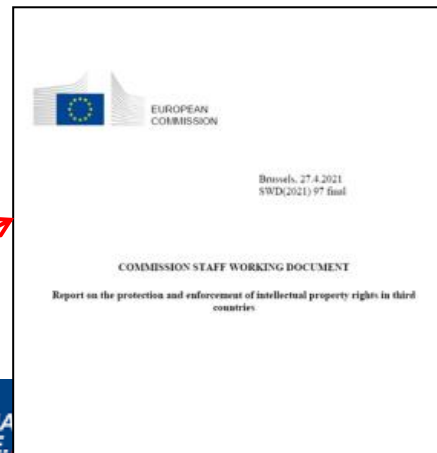 EUROPEAN
COMMISSION
Brussels, 27.4.2021
SWD(2021) 97 final
COMMISSION STAFF WORKING DOCUMENT
Report on the protection and enforcement of intellectual property rights in third
countries